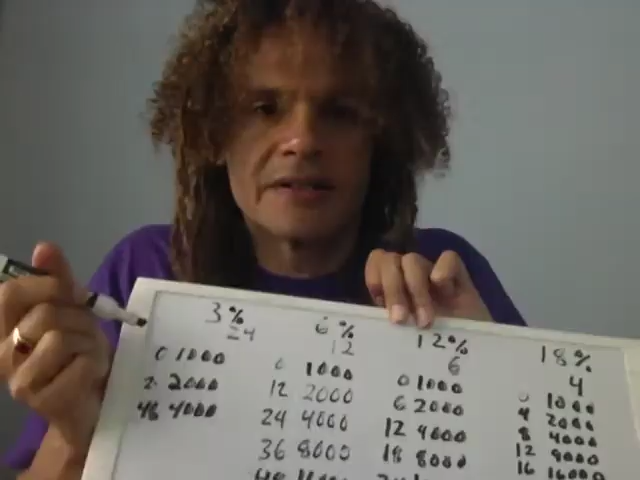 3% 6% 12% 18%
24 12 6 4
0 1000 0 1000 0 1000 0 1000
2 2000 12 2000 6 2000 4 2000
48 4000 24 4000 12 4000 8 4000
36 8000 18 8000 12 8000
16 16000